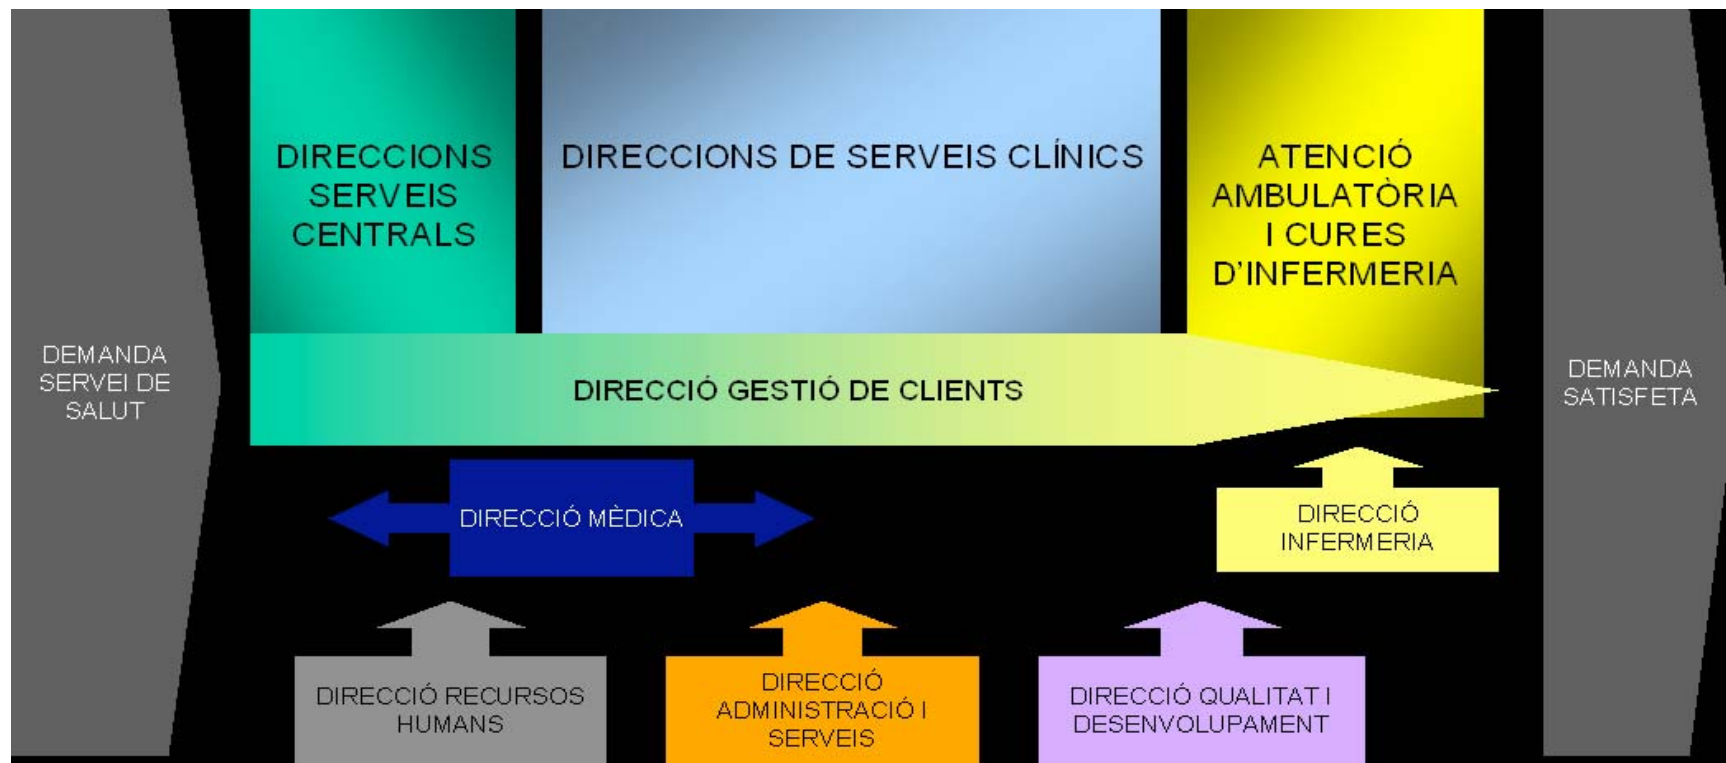 DIRECCIONS
SERVEIS
CENTRALS
DIRECCIONS DE SERVEIS CLÍNICS
ATENCIÓ
AMBULATÒRIA
I CURES
D'INFERMERIA
DEMANDA
SERVEI DE
SALUT
DIRECCIÓ GESTIÓ DE CLIENTS
DEMANDA
SATISFETA
DIRECCIÓ MÈDICA
DIRECCIÓ
INFERMERIA
DIRECCIÓ RECURSOS
HUMANS
DIRECCIÓ
ADMINISTRACIÓ I
SERVEIS
DIRECCIÓ QUALITAT I
DESENVOLUPAMENT